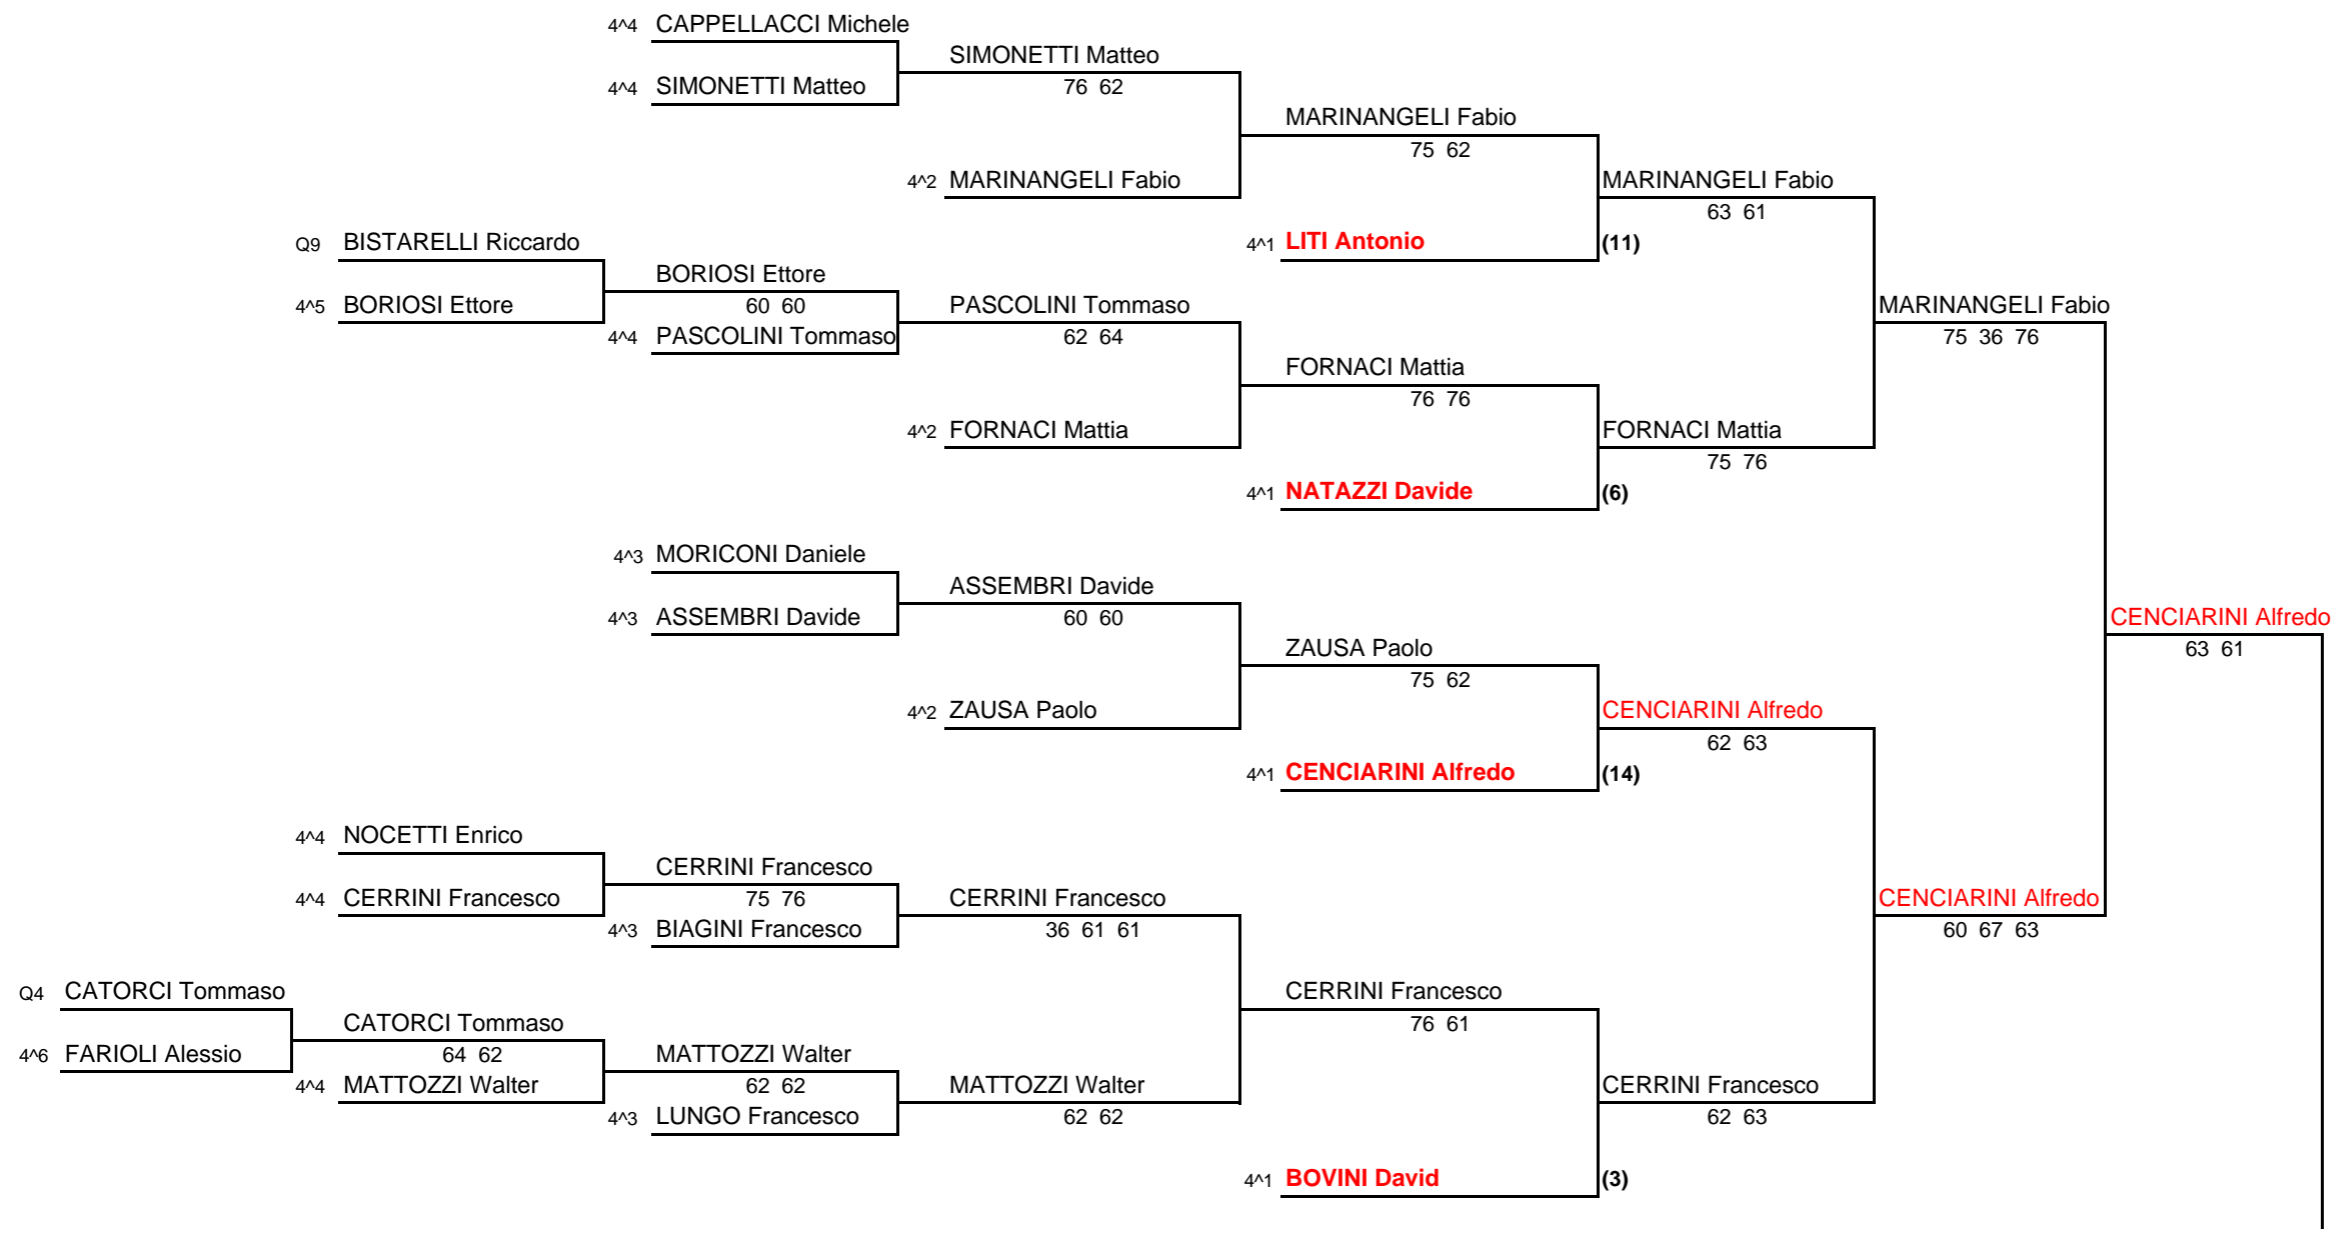 4^4 CAPPELLACCI Michele
SIMONETTI Matteo
4^4 SIMONETTI Matteo 76 62
MARINANGELI Fabio
75 62
4^2 MARINANGELI Fabio MARINANGELI Fabio
63 61
Q9 BISTARELLI Riccardo 4^1 LITI Antonio (11)
BORIOSI Ettore
4^5 BORIOSI Ettore 60 60 PASCOLINI Tommaso MARINANGELI Fabio
4^4 PASCOLINI Tommaso 62 64 75 36 76
FORNACI Mattia
76 76
4^2 FORNACI Mattia FORNACI Mattia
75 76
4^1 NATAZZI Davide (6)
4^3 MORICONI Daniele
ASSEMBRI Davide
4^3 ASSEMBRI Davide 60 60 CENCIARINI Alfredo
ZAUSA Paolo 63 61
75 62
4^2 ZAUSA Paolo CENCIARINI Alfredo
62 63
4^1 CENCIARINI Alfredo (14)
4^4 NOCETTI Enrico
CERRINI Francesco
4^4 CERRINI Francesco 75 76 CERRINI Francesco CENCIARINI Alfredo
4^3 BIAGINI Francesco 36 61 61 60 67 63
Q4 CATORCI Tommaso CERRINI Francesco
CATORCI Tommaso 76 61
4^6 FARIOLI Alessio 64 62 MATTOZZI Walter
4^4 MATTOZZI Walter 62 62 MATTOZZI Walter CERRINI Francesco
4^3 LUNGO Francesco 62 62 62 63
4^1 BOVINI David (3)